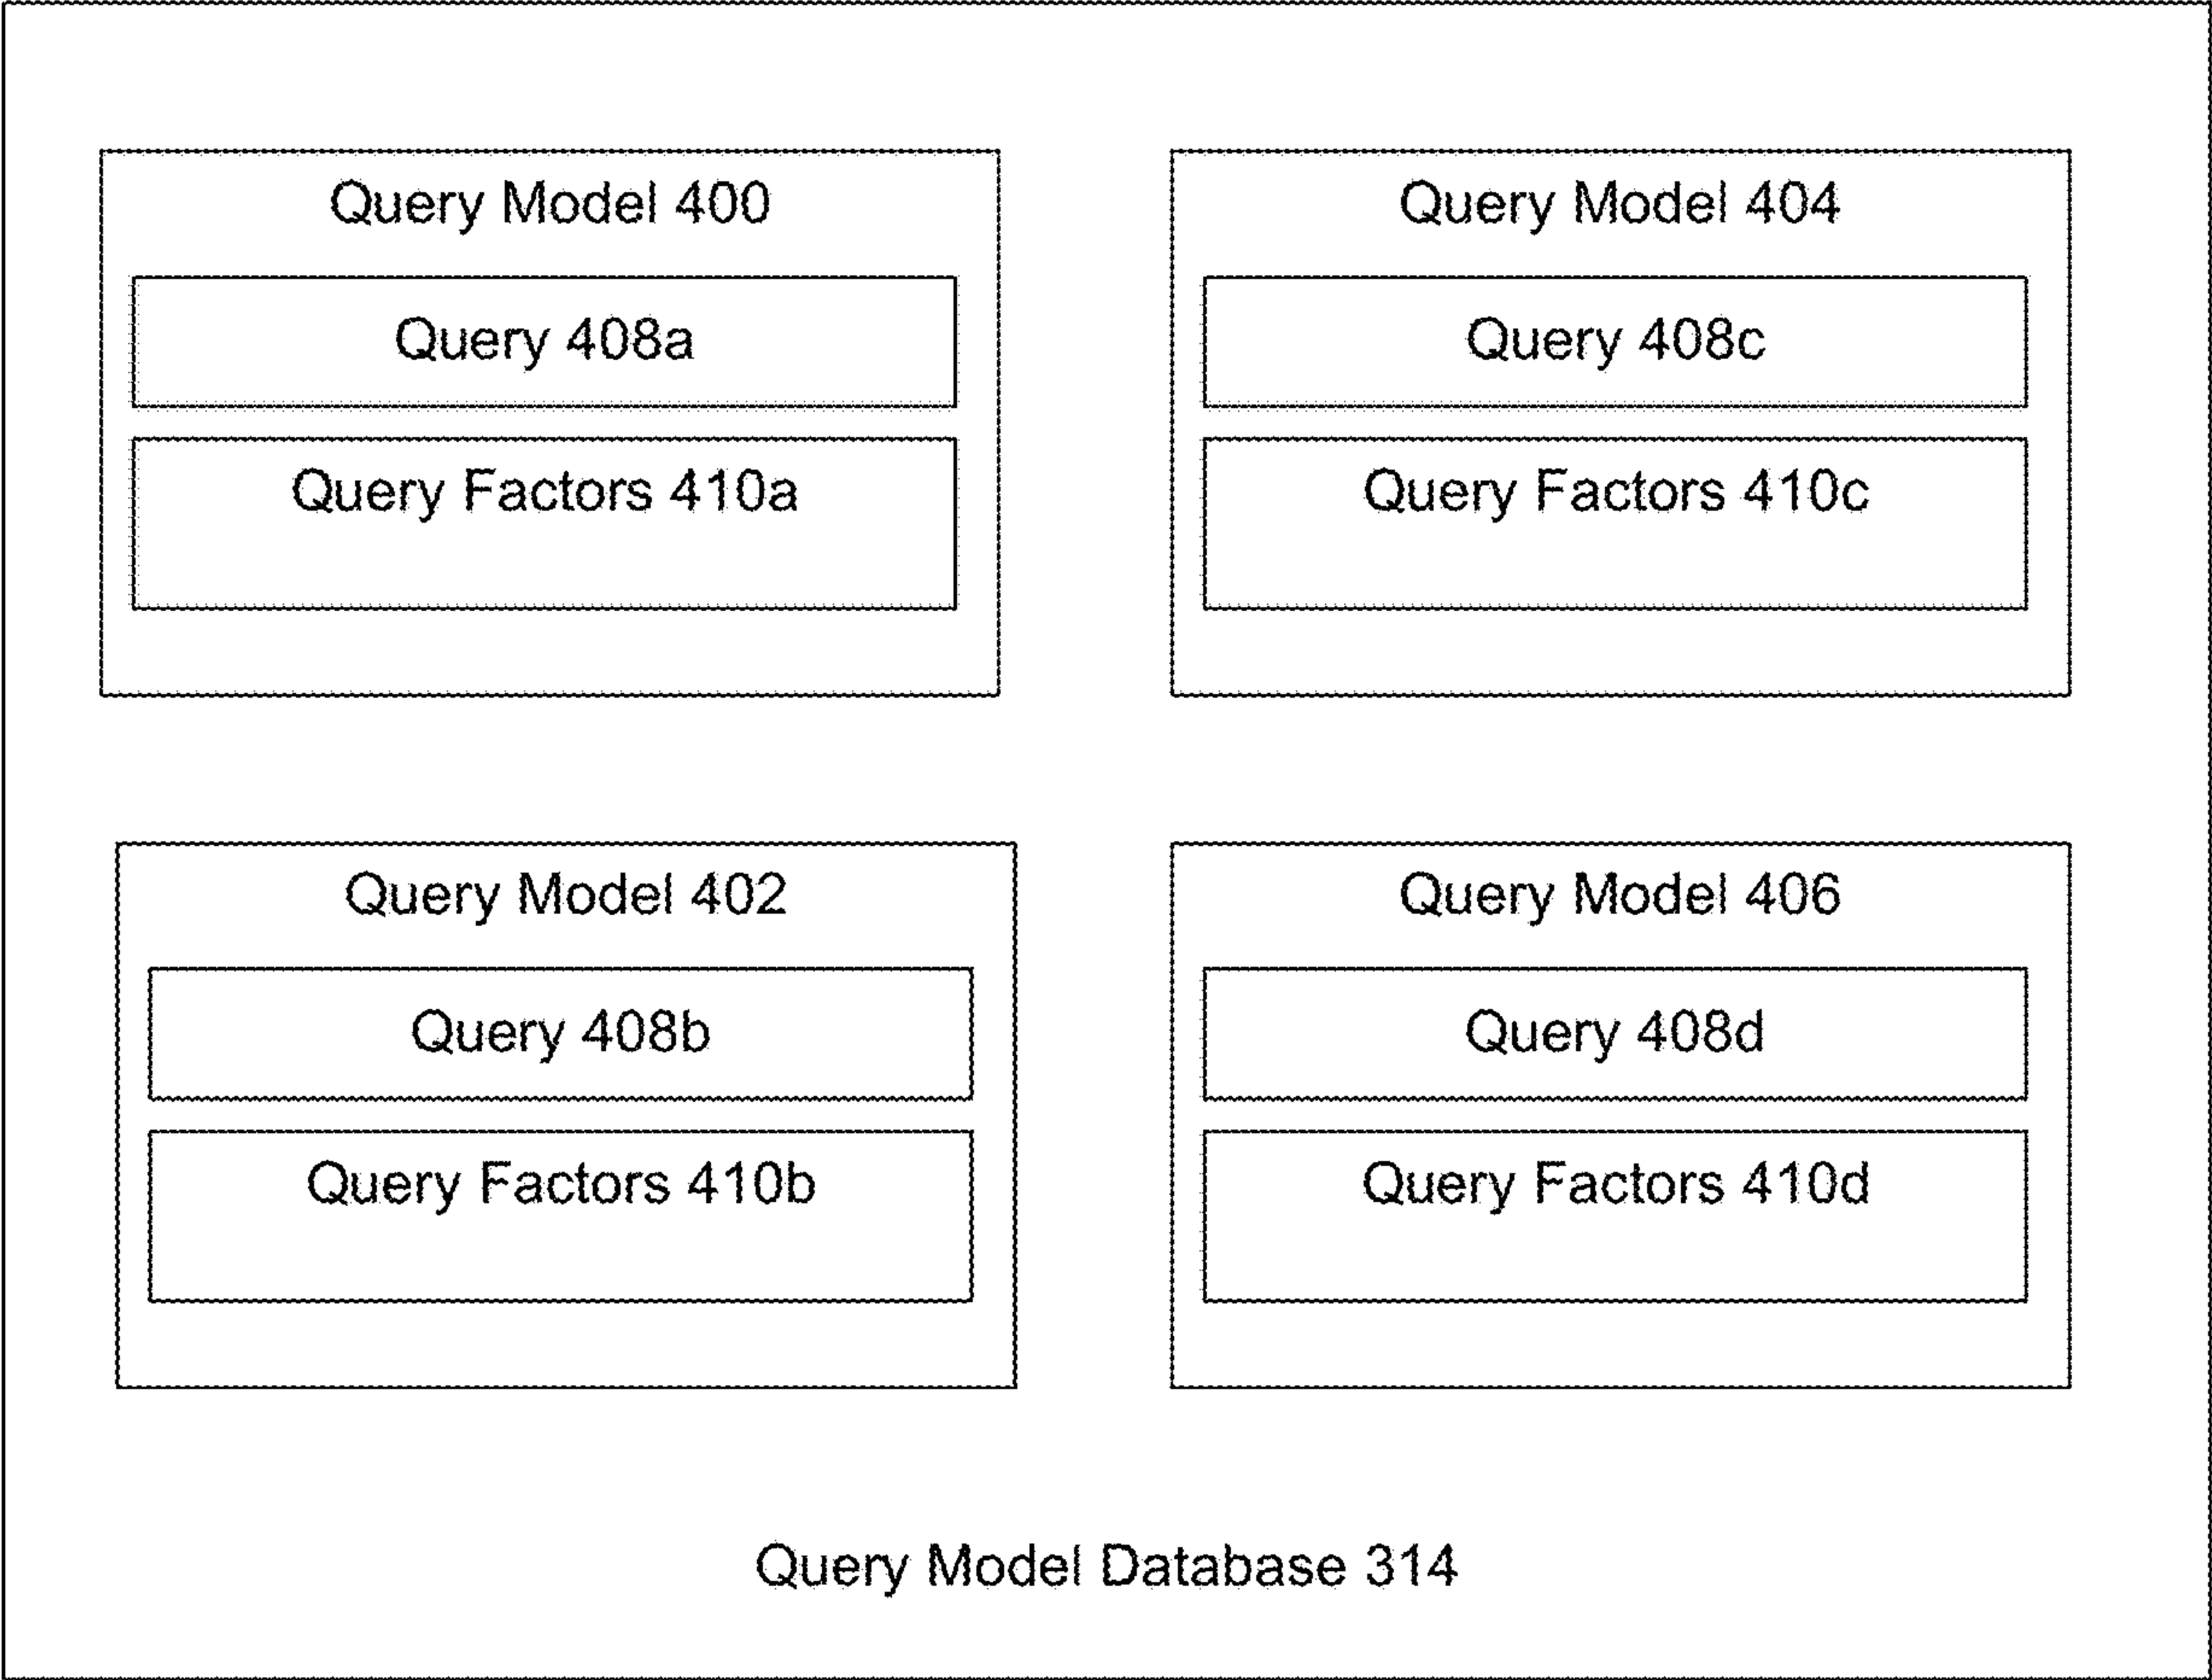 Query Model 400
Query 408a
Query Factors 410a
Query Model 404
Query 408c
Query Factors 410c
Query Model 402
Query 408b
Query Factors 410b
Query Model 406
Query 408d
Query Factors 410d
Query Model Database 314